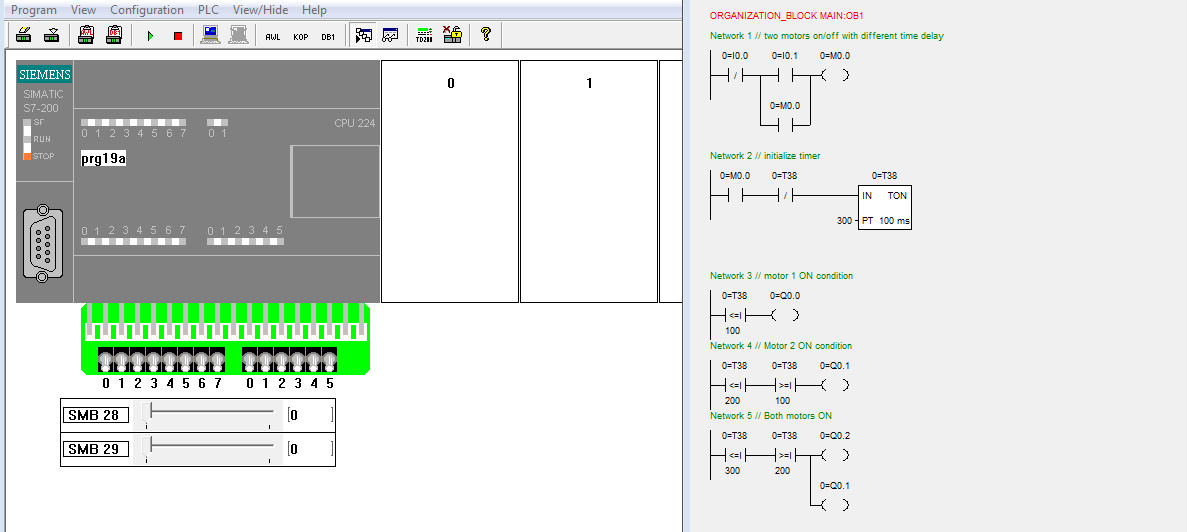 Program View Configuration PLC View/Hide Help
AWL KOP DB1 TD200 ?
SIEMENS
SIMATIC
S7-200
SF
RUN
STOP
0 1 2 3 4 5 6 7 0 1
CPU 224
prg19a
0 1 2 3 4 5 6 7 0 1 2 3 4 5
0 1 2 3 4 5 6 7 0 1 2 3 4 5
SMB 28 [0 ]
SMB 29 [0 ]
0
1
ORGANIZATION_BLOCK MAIN:OB1
Network 1 // two motors on/off with different time delay
0=I0.0 0=I0.1 0=M0.0
/
0=M0.0
Network 2 // initialize timer
0=M0.0 0=T38 0=T38
/ IN TON
300 PT 100 ms
Network 3 // motor 1 ON condition
0=T38 0=Q0.0
<=I
100
Network 4 // Motor 2 ON condition
0=T38 0=T38 0=Q0.1
<=I >=I
200 100
Network 5 // Both motors ON
0=T38 0=T38 0=Q0.2
<=I >=I
300 200
0=Q0.1